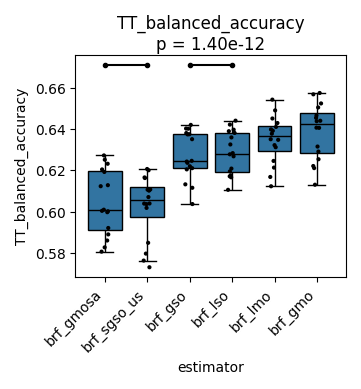 TT_balanced_accuracy
p = 1.40e-12
TT_balanced_accuracy
0.66
0.64
0.62
0.60
0.58
brf_gmosa
brf_sgso_us
brf_gso
brf_lso
brf_lmo
brf_gmo
estimator